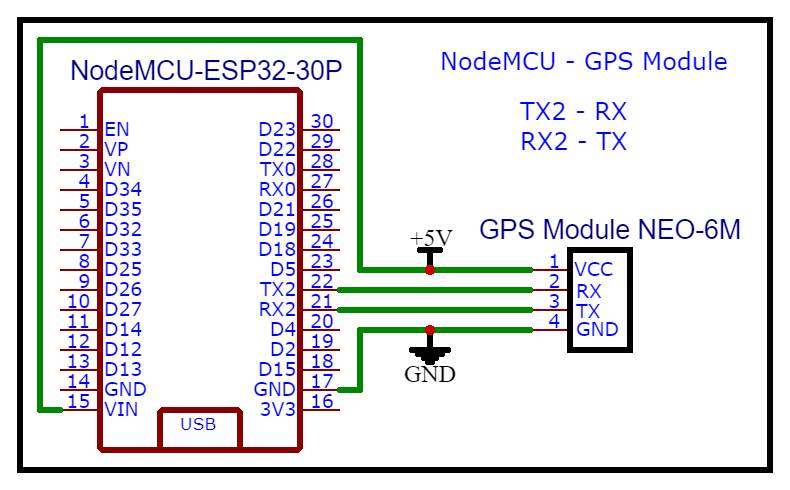 NodeMCU-ESP32-30P
NodeMCU - GPS Module
TX2 - RX
RX2 - TX
1 EN
2 VP
3 VN
4 D34
5 D35
6 D32
7 D33
8 D25
9 D26
10 D27
11 D14
12 D12
13 D13
14 GND
15 VIN
D23 30
D22 29
TX0 28
RX0 27
D21 26
D19 25
D18 24
D5 23
TX2 22
RX2 21
D4 20
D2 19
D15 18
GND 17
3V3 16
USB
+5V
GND
GPS Module NEO-6M
1 VCC
2 RX
3 TX
4 GND